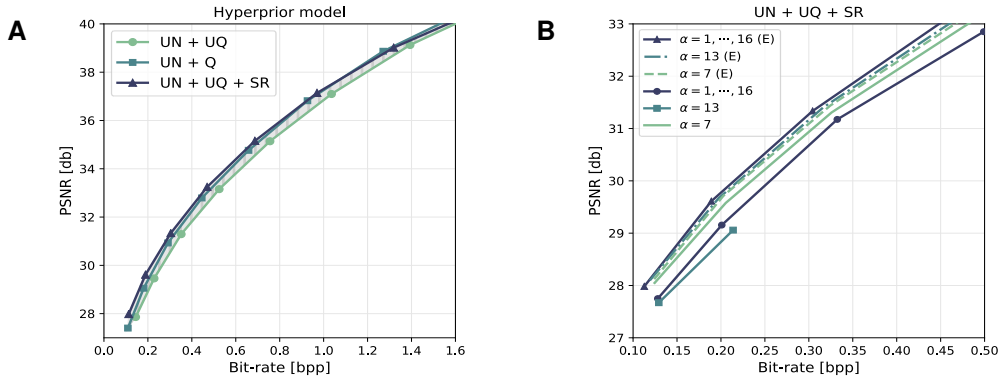 A
Hyperprior model
40
38
36
34
33
31
30
28
PSNR [db]
UN + UQ
UN + Q
UN + UQ + SR
0.0 0.2 0.4 0.6 0.8 1.0 1.2 1.4 1.6
Bit-rate [bpp]
B
UN + UQ + SR
33
32
31
30
29
28
27
PSNR [db]
α = 1, ···, 16 (E)
α = 13 (E)
α = 7 (E)
α = 1, ···, 16
α = 13
α = 7
0.10 0.15 0.20 0.25 0.30 0.35 0.40 0.45 0.50
Bit-rate [bpp]